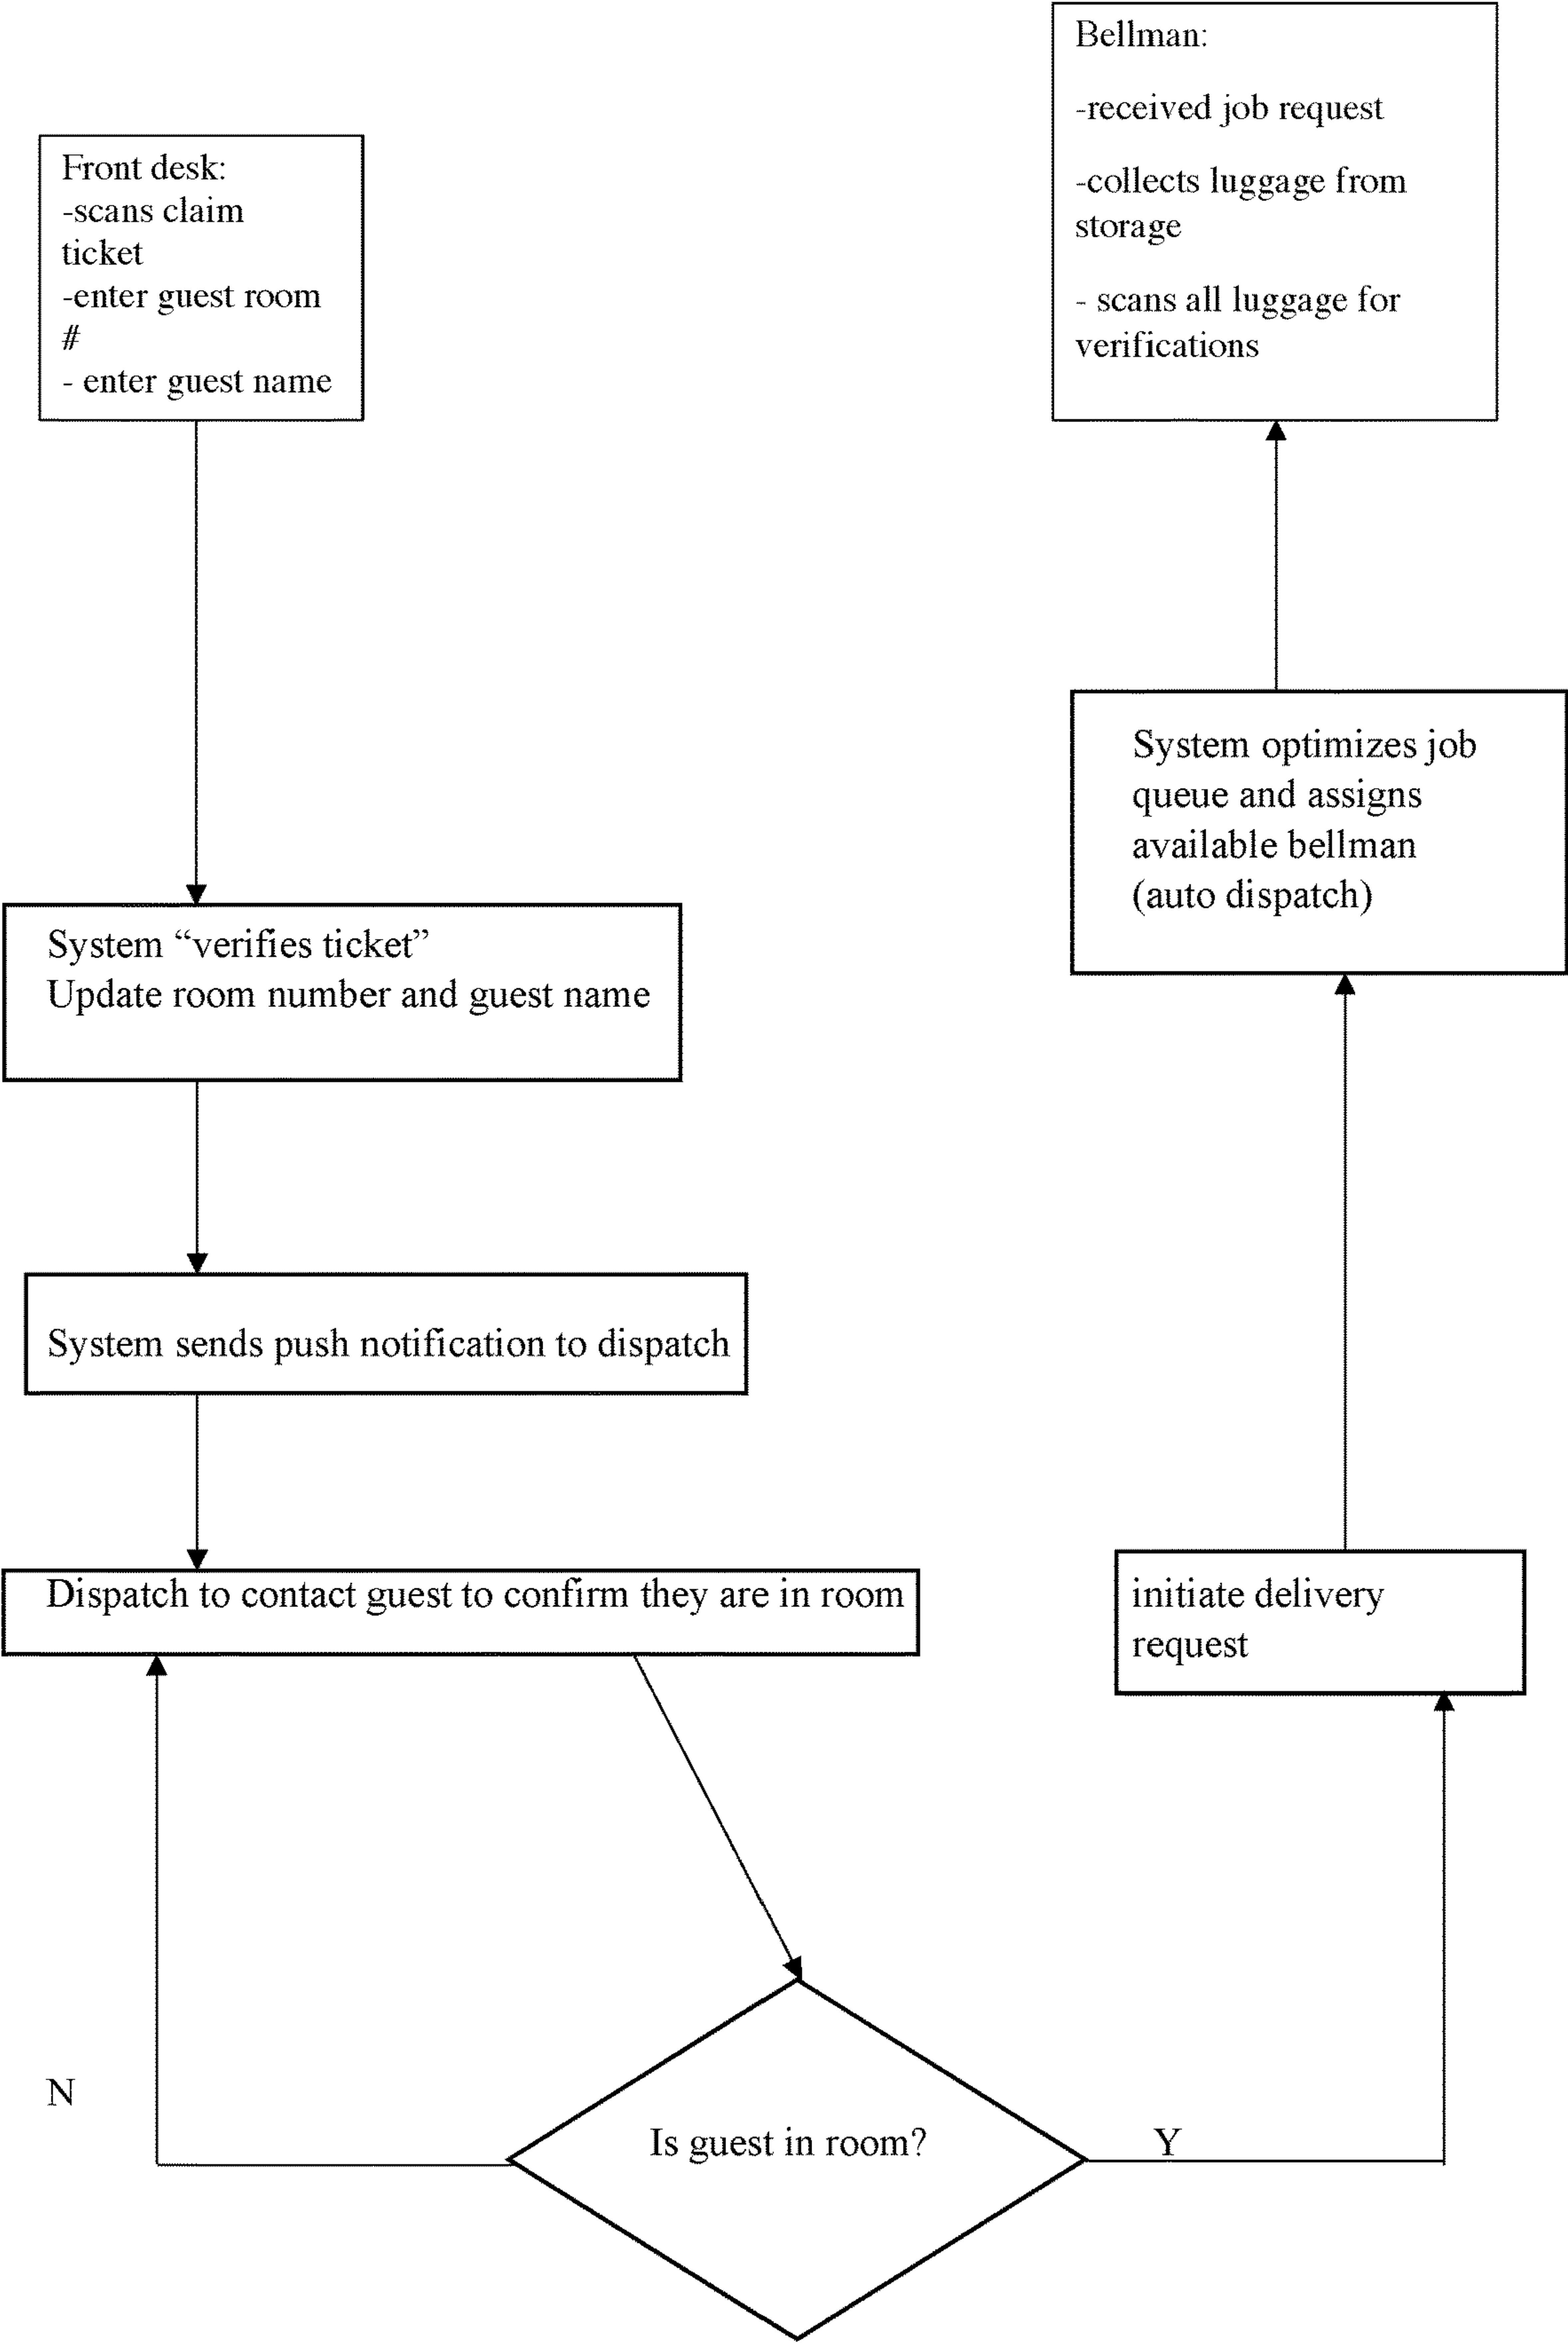 Front desk:
-scans claim
ticket
-enter guest room
#
- enter guest name
System “verifies ticket”
Update room number and guest name
System sends push notification to dispatch
Dispatch to contact guest to confirm they are in room
N
Is guest in room?
Y
initiate delivery
request
System optimizes job
queue and assigns
available bellman
(auto dispatch)
Bellman:
-received job request
-collects luggage from
storage
- scans all luggage for
verifications